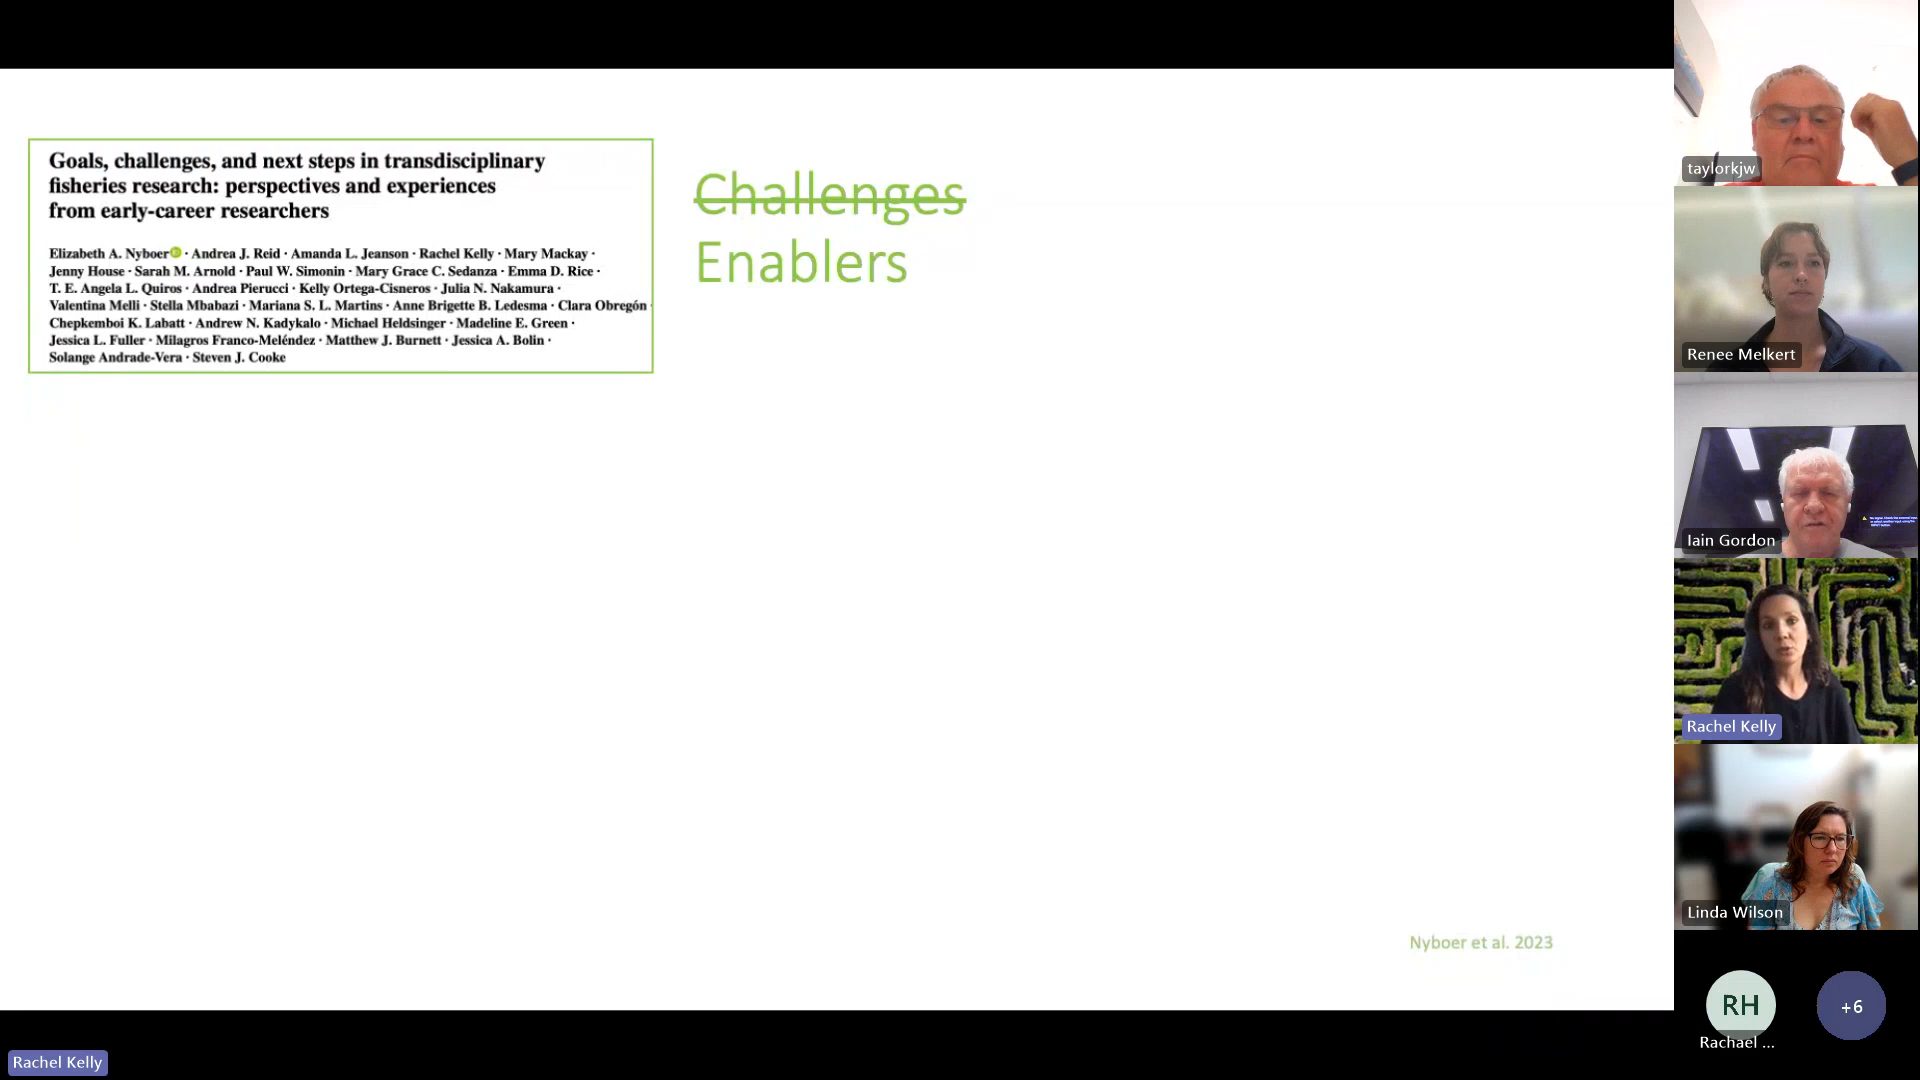 Goals, challenges, and next steps in transdisciplinary
fisheries research: perspectives and experiences
from early-career researchers
Elizabeth A. Nyboer · Andrea J. Reid · Amanda L. Jeanson · Rachel Kelly · Mary Mackay ·
Jenny House · Sarah M. Arnold · Paul W. Simonin · Mary Grace C. Sedanza · Emma D. Rice ·
T. E. Angela L. Quiros · Andrea Pierucci · Kelly Ortega-Cisneros · Julia N. Nakamura ·
Valentina Melli · Stella Mbabazi · Mariana S. L. Martins · Anne Brigette B. Ledesma · Clara Obregón ·
Chepkemboi K. Labatt · Andrew N. Kadykalo · Michael Heldsinger · Madeline E. Green ·
Jessica L. Fuller · Milagros Franco-Meléndez · Matthew J. Burnett · Jessica A. Bolin ·
Solange Andrade-Vera · Steven J. Cooke
Challenges
Enablers
Nyboer et al. 2023
Rachel Kelly
taylorkjw
Renee Melkert
Iain Gordon
Rachel Kelly
Linda Wilson
RH
Rachael ...
+6